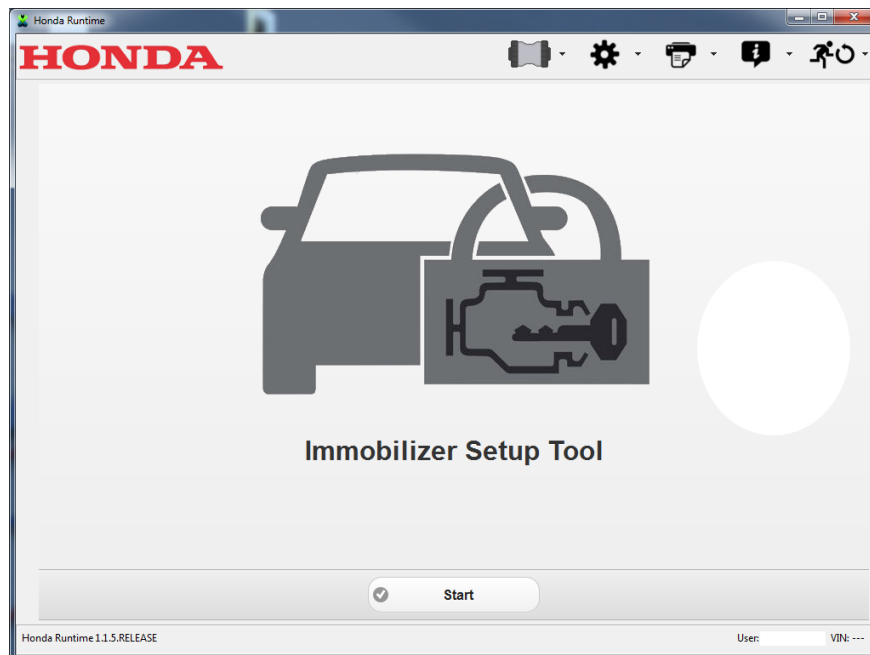 Honda Runtime
HONDA
Immobilizer Setup Tool
Start
Honda Runtime 1.1.5.RELEASE
User:
VIN: ---